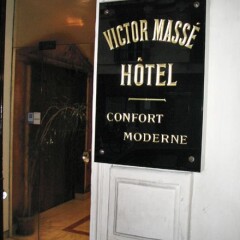 VICTOR MASSÉ
HÔTEL
CONFORT
MODERNE